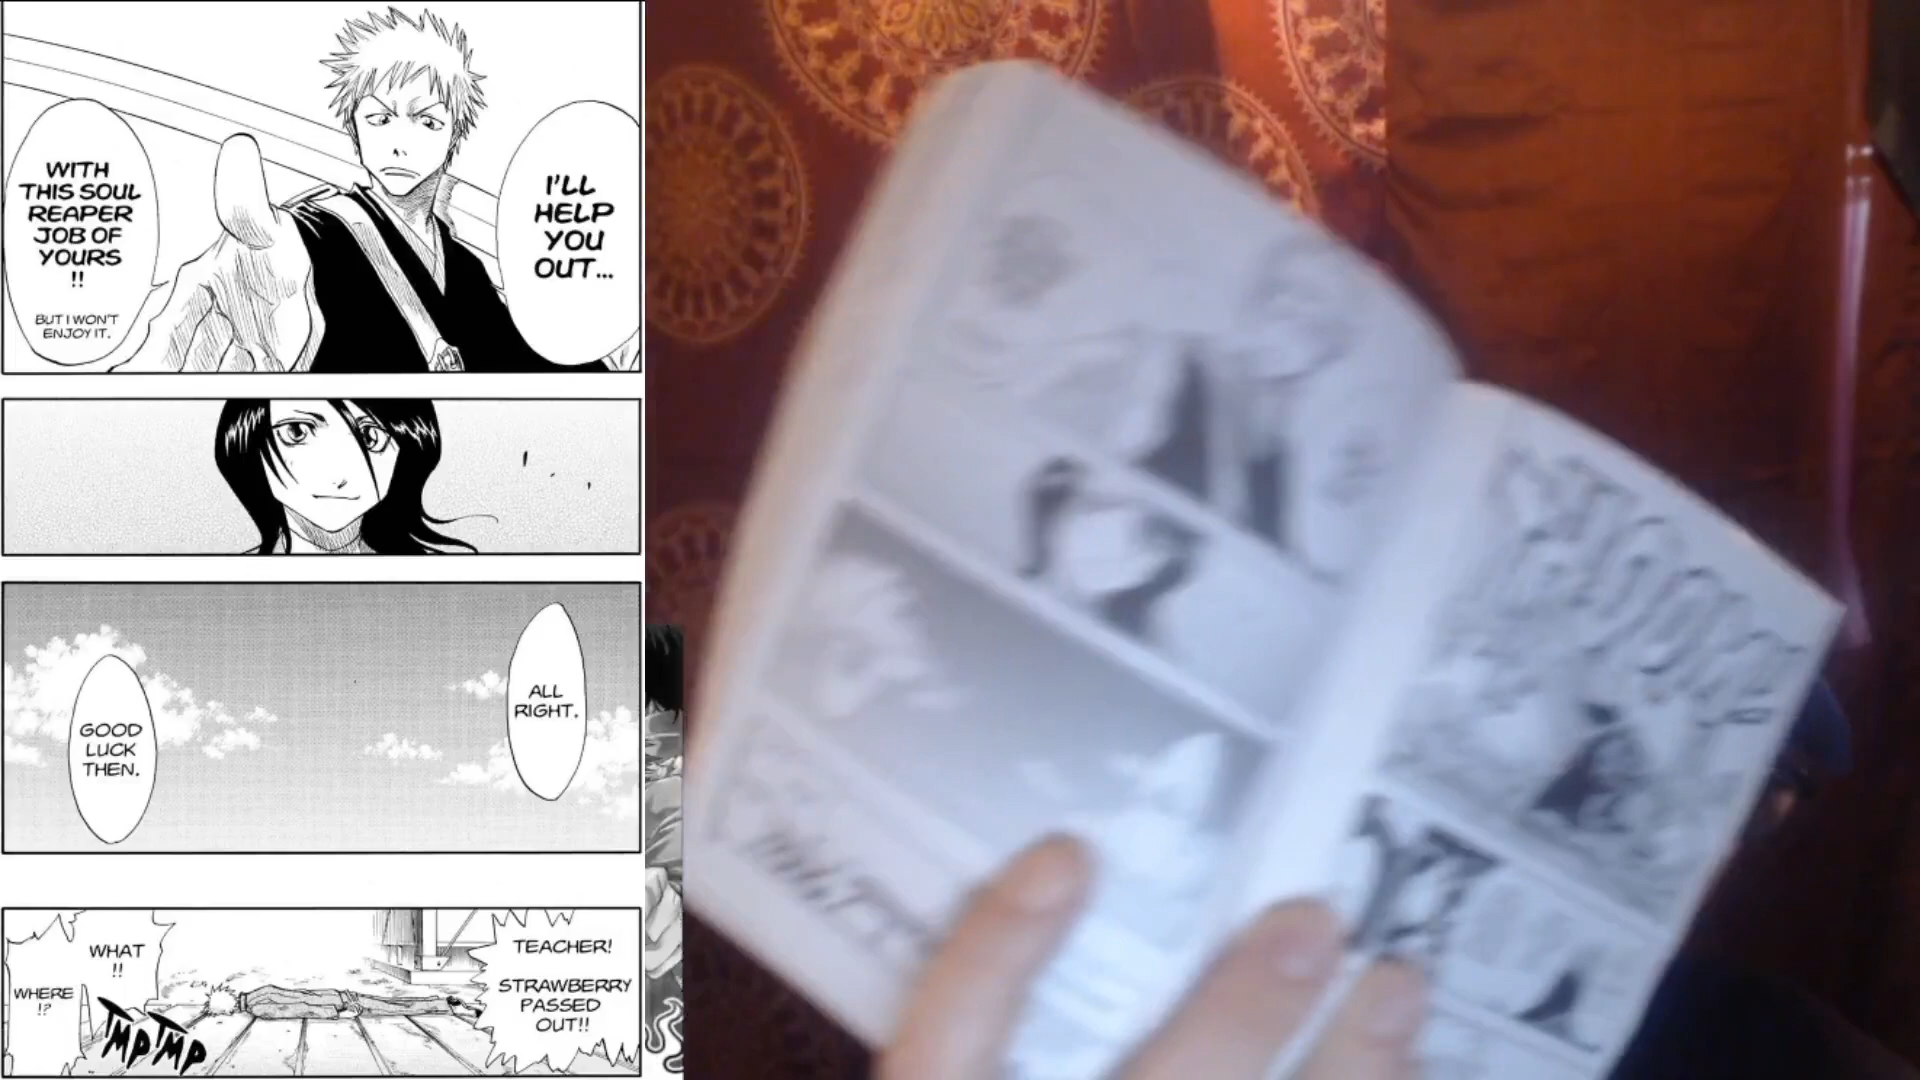 I'LL
HELP
YOU
OUT...
WITH
THIS SOUL
REAPER
JOB OF
YOURS
!!
BUT I WON'T
ENJOY IT.
ALL
RIGHT.
GOOD
LUCK
THEN.
TEACHER!
STRAWBERRY
PASSED
OUT!!
WHAT
!!
WHERE
!?
TMP TMP